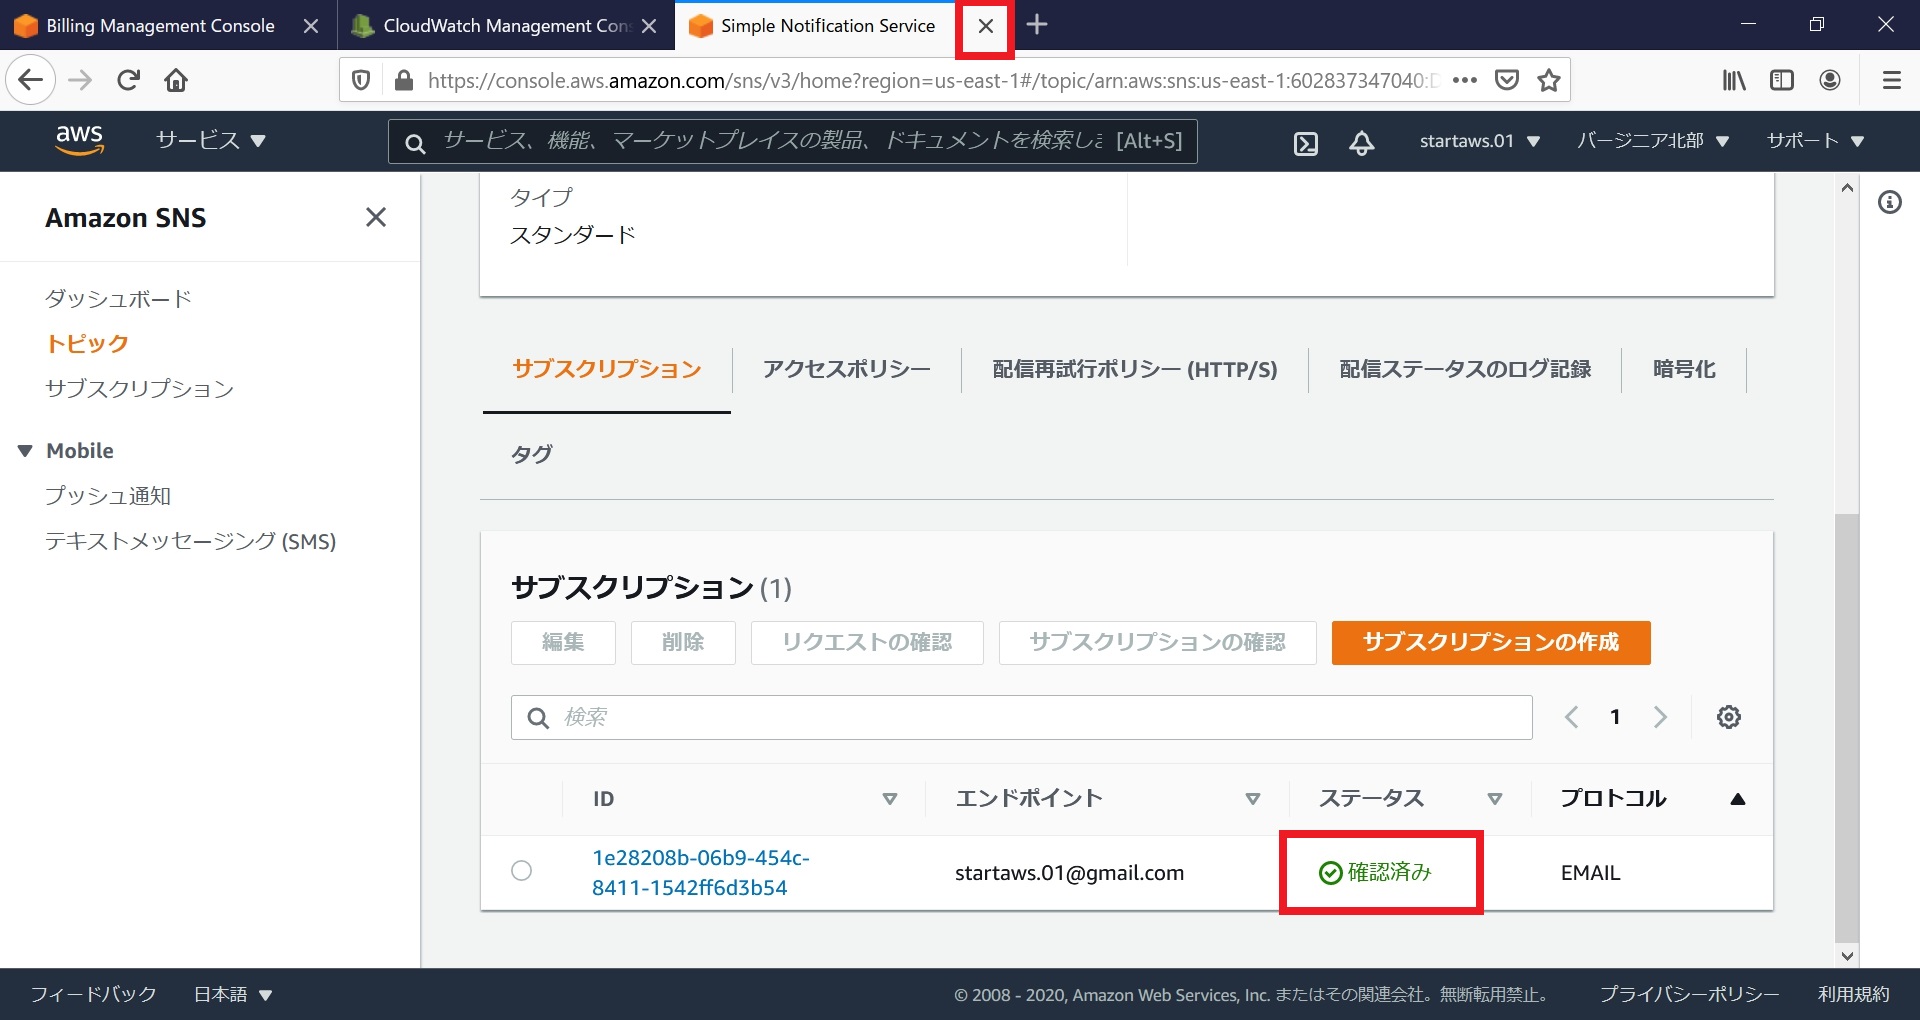 Billing Management Console
CloudWatch Management Con
Simple Notification Service
https://console.aws.amazon.com/sns/v3/home?region=us-east-1#/topic/arn:aws:sns:us-east-1:602837347040:D
aws
サービス
サービス、機能、マーケットプレイスの製品、ドキュメントを検索しま [Alt+S]
startaws.01
バージニア北部
サポート
Amazon SNS
ダッシュボード
トピック
サブスクリプション
Mobile
プッシュ通知
テキストメッセージング (SMS)
タイプ
スタンダード
サブスクリプション
アクセスポリシー
配信再試行ポリシー (HTTP/S)
配信ステータスのログ記録
暗号化
タグ
サブスクリプション (1)
編集
削除
リクエストの確認
サブスクリプションの確認
サブスクリプションの作成
検索
1
ID
エンドポイント
ステータス
プロトコル
1e28208b-06b9-454c-
8411-1542ff6d3b54
startaws.01@gmail.com
確認済み
EMAIL
フィードバック
日本語
© 2008 - 2020, Amazon Web Services, Inc. またはその関連会社。無断転用禁止。
プライバシーポリシー
利用規約